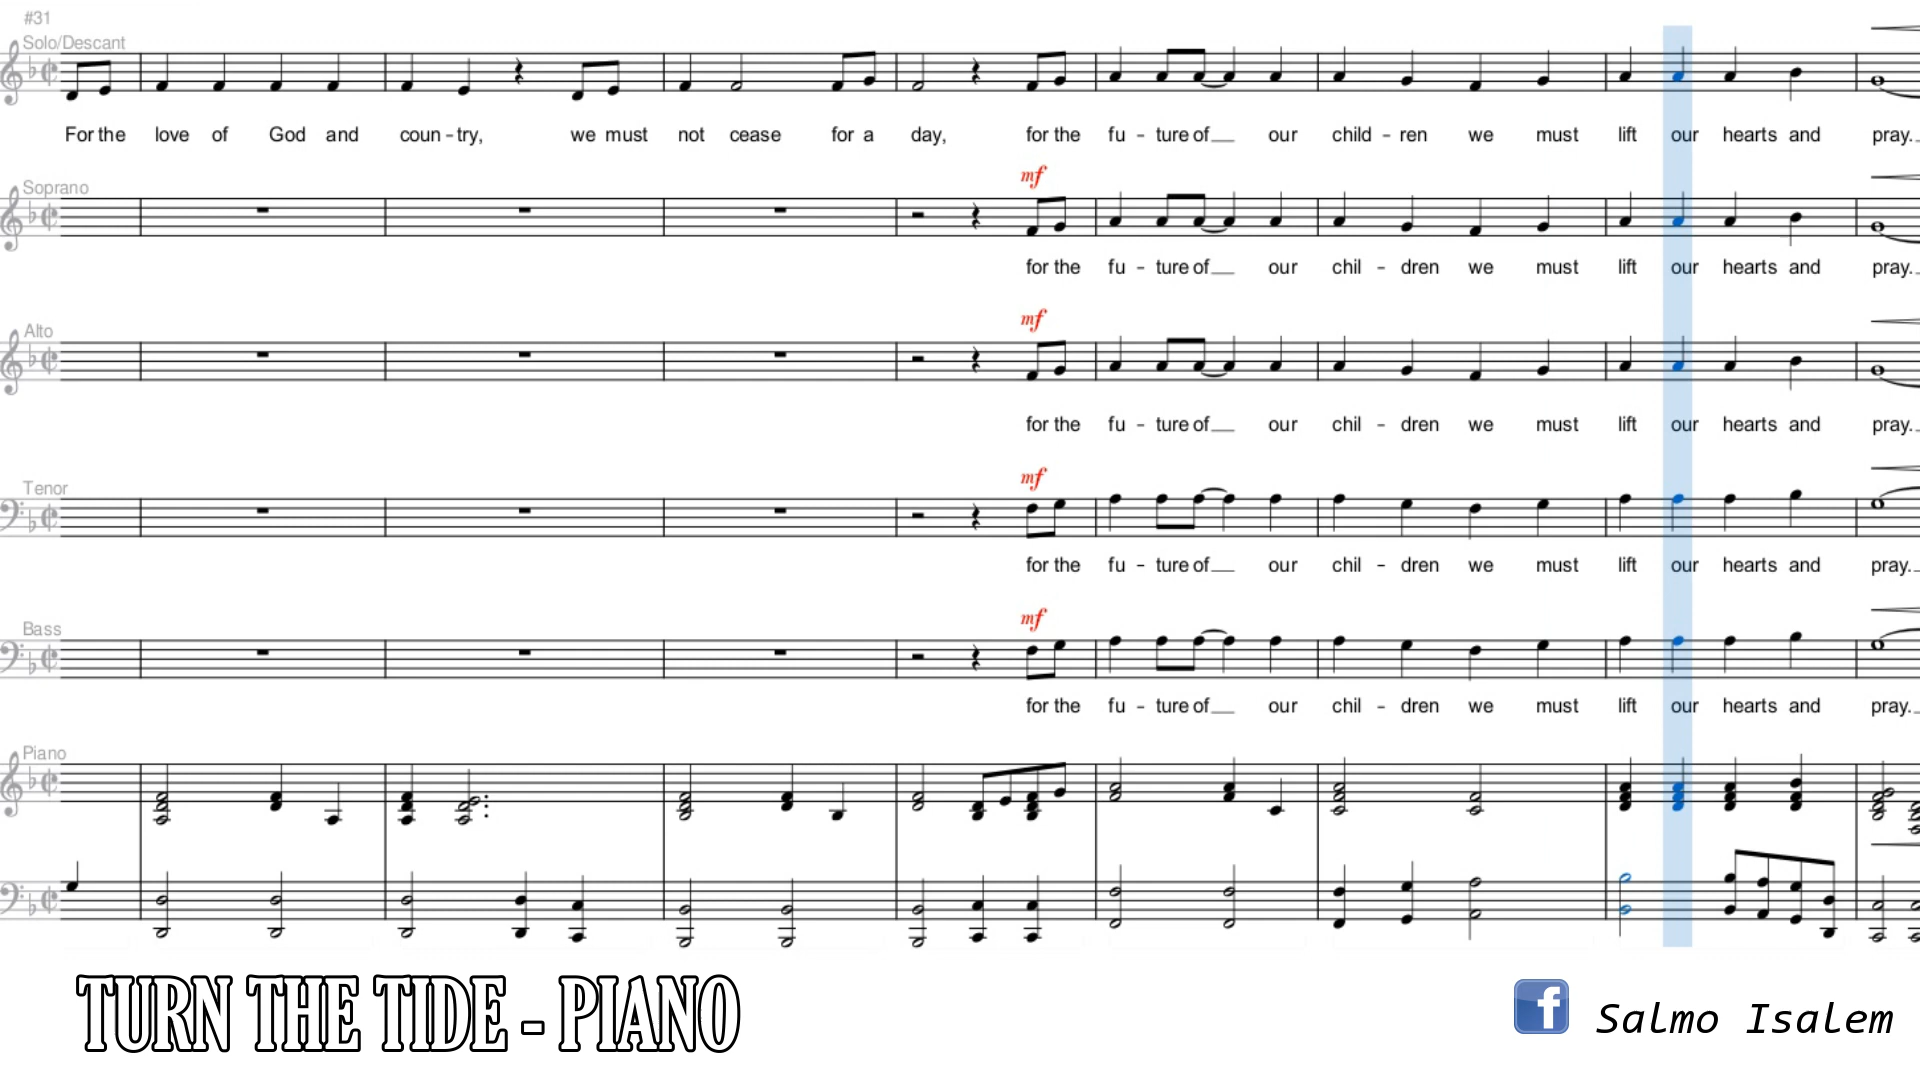 #31
Solo/Descant
For the love of God and coun - try, we must not cease for a day, for the fu - ture of__ our child - ren we must lift our hearts and pray._
mf
Soprano
for the fu - ture of__ our chil - dren we must lift our hearts and pray._
mf
Alto
for the fu - ture of__ our chil - dren we must lift our hearts and pray._
mf
Tenor
for the fu - ture of__ our chil - dren we must lift our hearts and pray._
mf
Bass
for the fu - ture of__ our chil - dren we must lift our hearts and pray._
Piano
TURN THE TIDE - PIANO
f Salmo Isalem